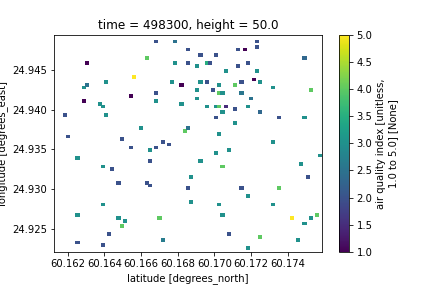 time = 498300, height = 50.0
24.945
24.940
24.935
24.930
24.925
longitude [degrees_east]
60.162 60.164 60.166 60.168 60.170 60.172 60.174
latitude [degrees_north]
5.0
4.5
4.0
3.5
3.0
2.5
2.0
1.5
1.0
air quality index [unitless,
1.0 to 5.0] [None]